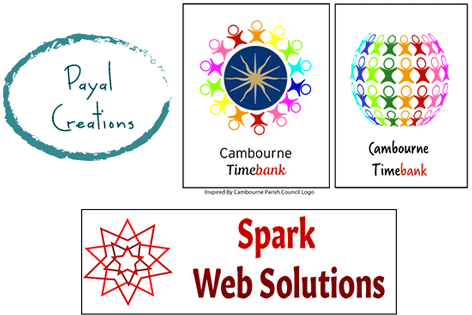 Payal
Creations
Cambourne
Timebank
Inspired By Cambourne Parish Council Logo
Cambourne
Timebank
Spark
Web Solutions